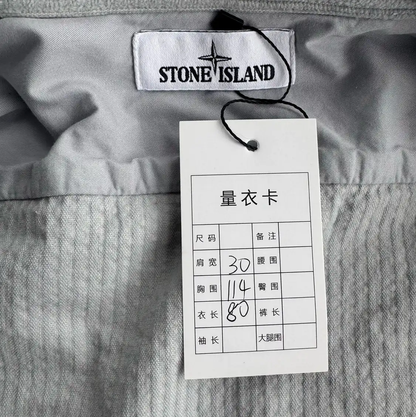 STONE ISLAND
量衣卡
尺码 备注
肩宽 30 腰围
胸围 114 臀围
衣长 80 裤长
袖长 大腿围